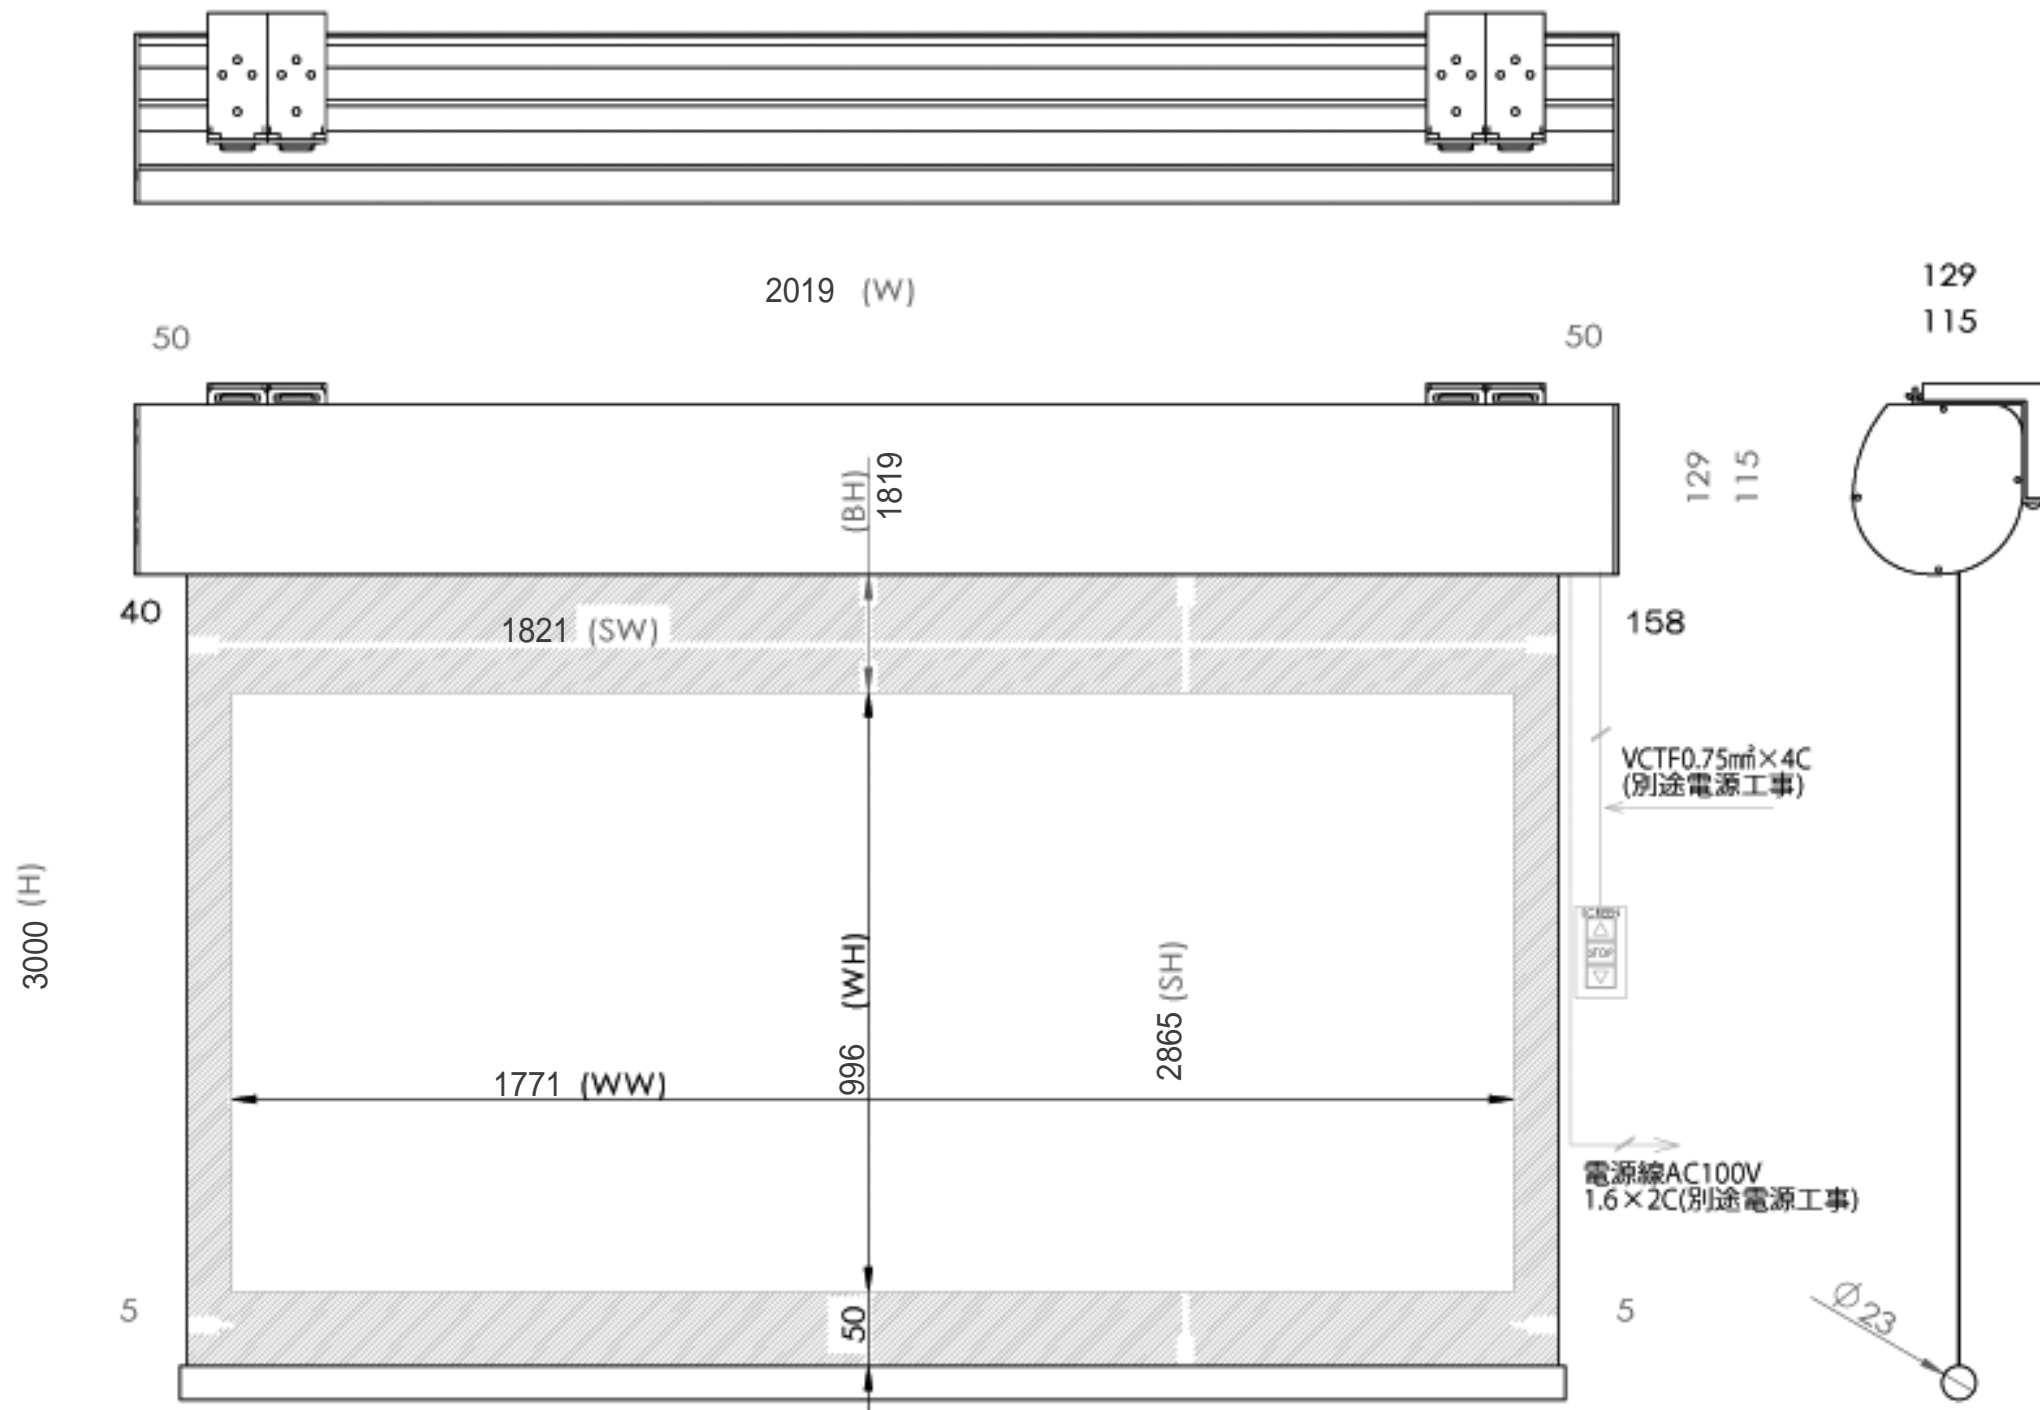 2019 (W)
50
50
129
115
(BH)
1819
129
115
40
1821 (SW)
158
VCTF0.75mm²×4C
(別途電源工事)
SCREEN
STOP
3000 (H)
(WH)
996
2865 (SH)
1771 (WW)
電源線AC100V
1.6×2C(別途電源工事)
5
50
5
Ø23